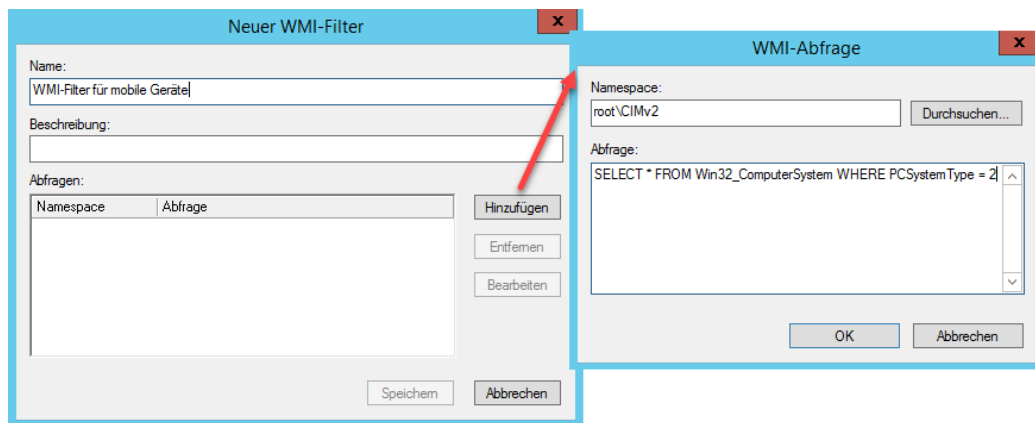 Neuer WMI-Filter
x
Name:
WMI-Filter für mobile Geräte
Beschreibung:
Abfragen:
Namespace Abfrage
Hinzufügen
Entfernen
Bearbeiten
Speichern Abbrechen
WMI-Abfrage
x
Namespace:
root\CIMv2
Durchsuchen...
Abfrage:
SELECT * FROM Win32_ComputerSystem WHERE PCSystemType = 2
OK Abbrechen